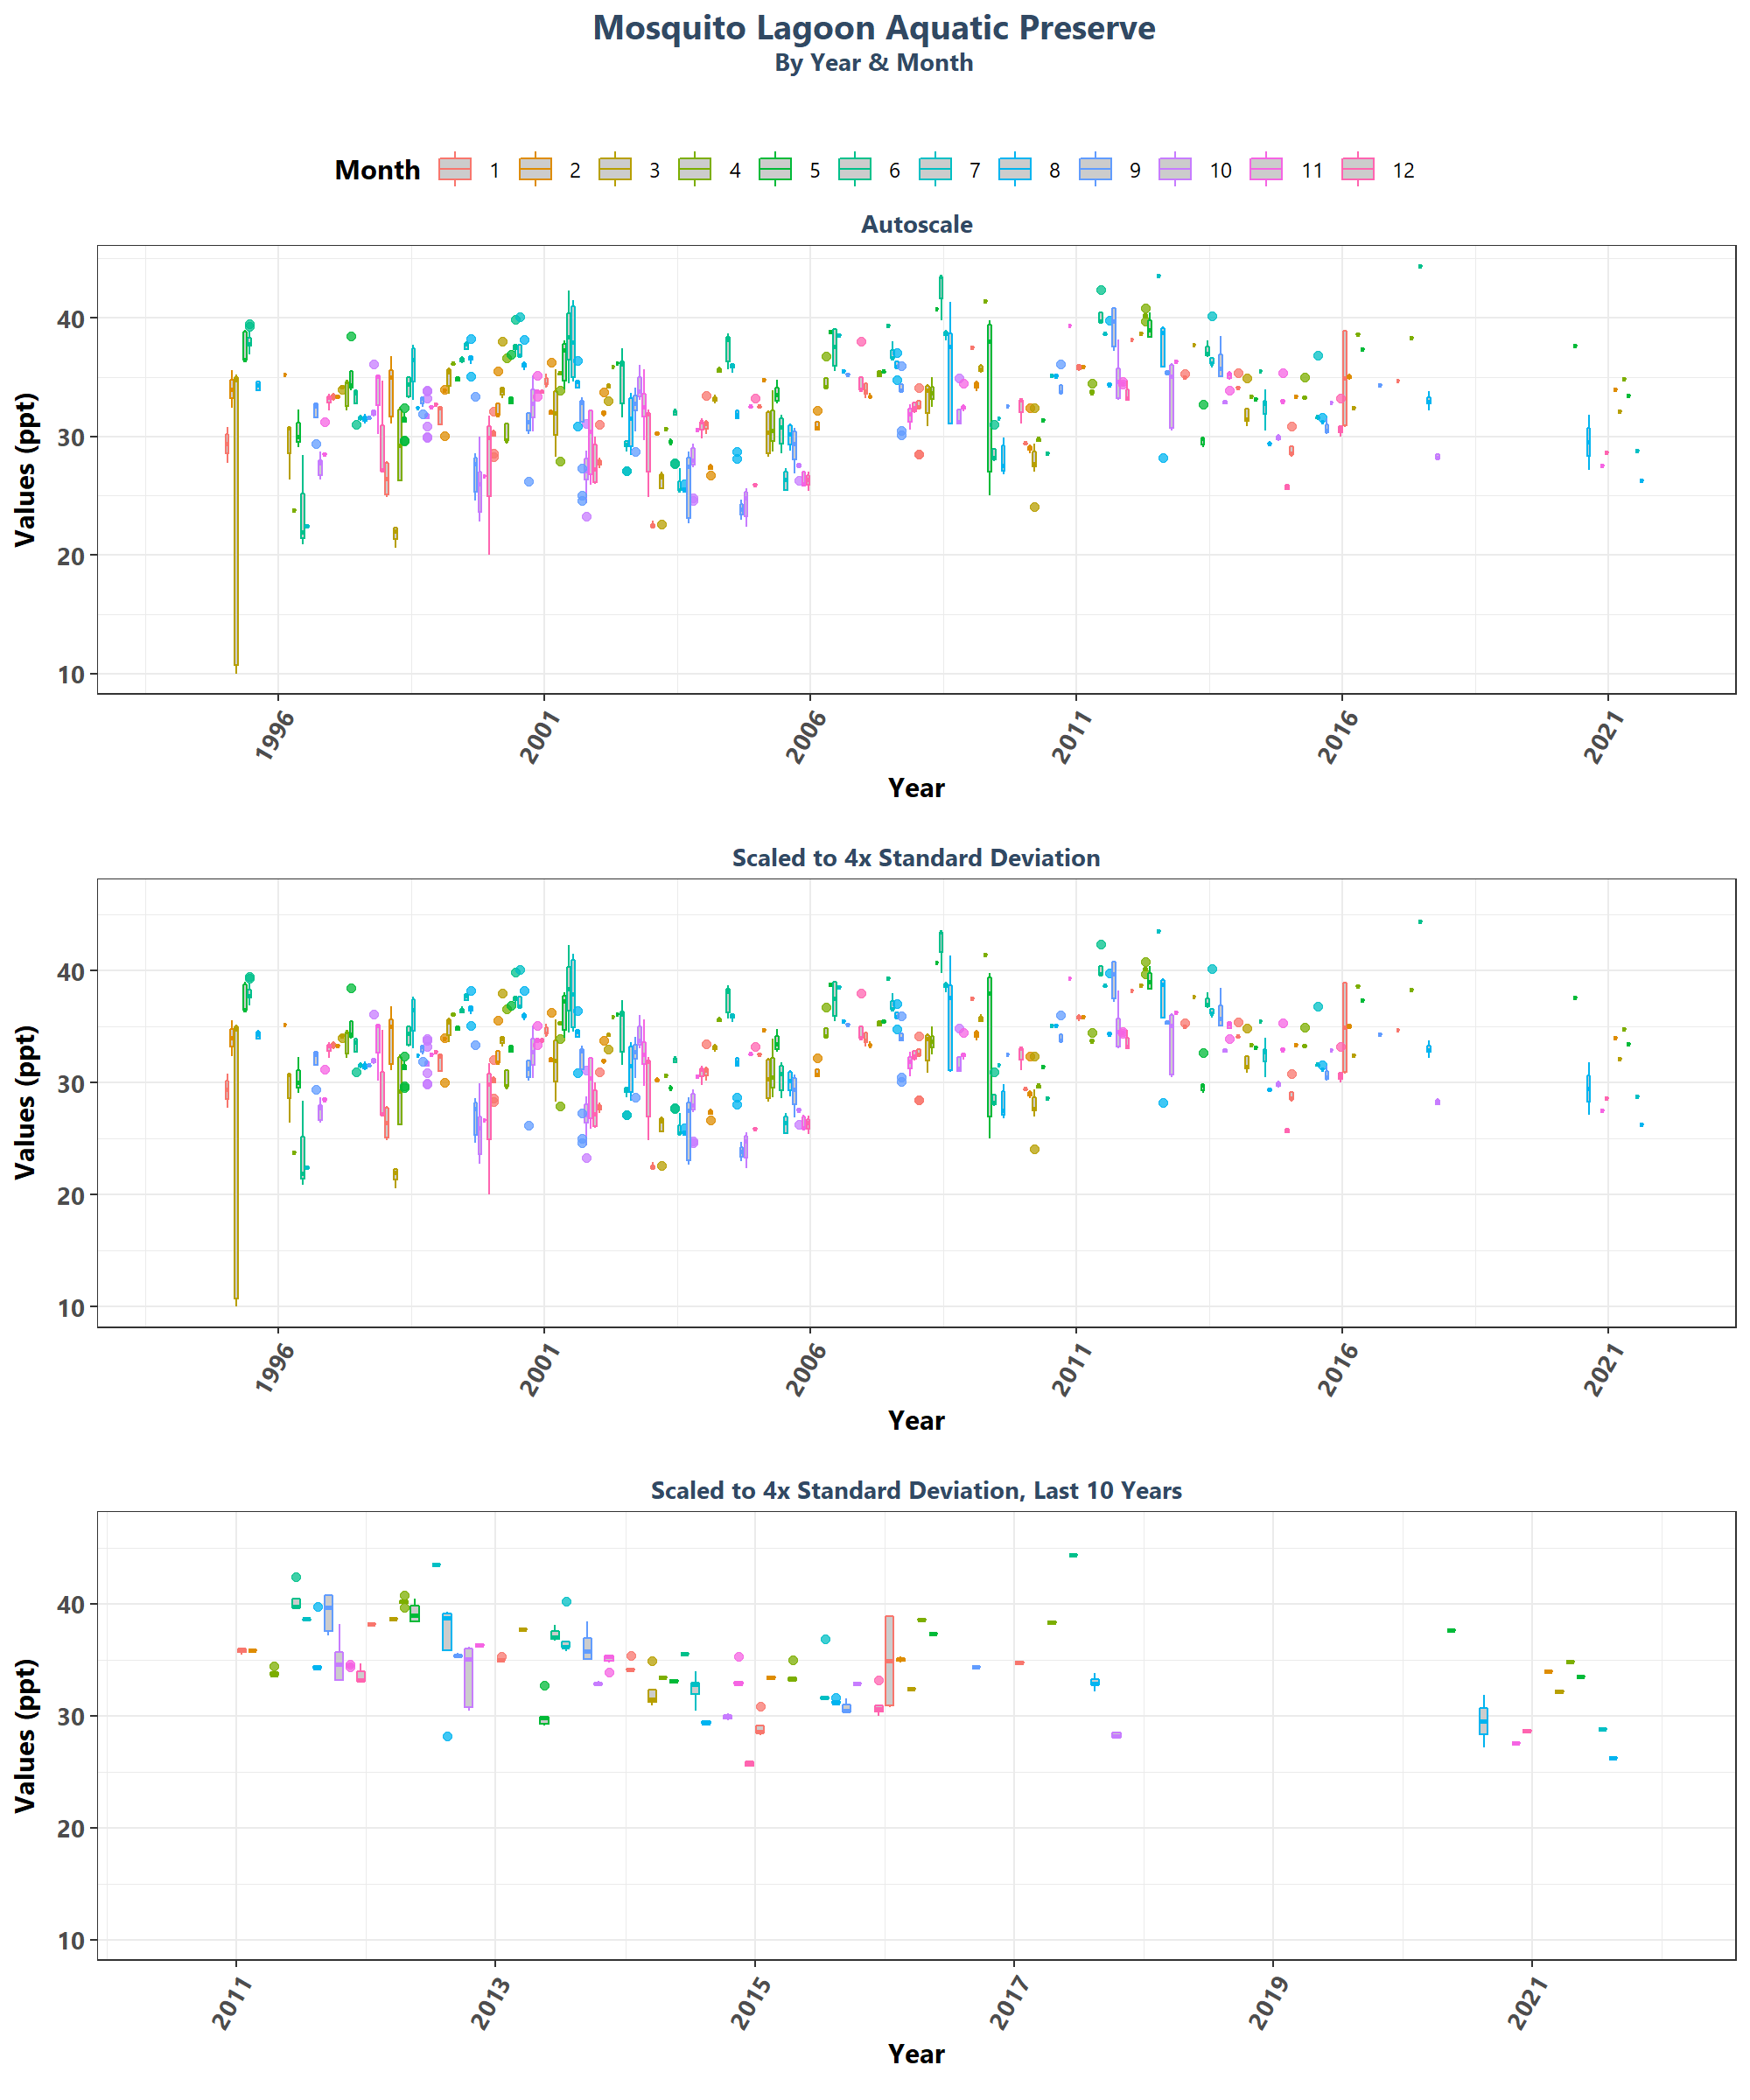 Mosquito Lagoon Aquatic Preserve
By Year & Month
Month 1 2 3 4 5 6 7 8 9 10 11 12
Autoscale
Values (ppt)
40
30
20
10
1996 2001 2006 2011 2016 2021
Year
Scaled to 4x Standard Deviation
Values (ppt)
40
30
20
10
1996 2001 2006 2011 2016 2021
Year
Scaled to 4x Standard Deviation, Last 10 Years
Values (ppt)
40
30
20
10
2011 2013 2015 2017 2019 2021
Year